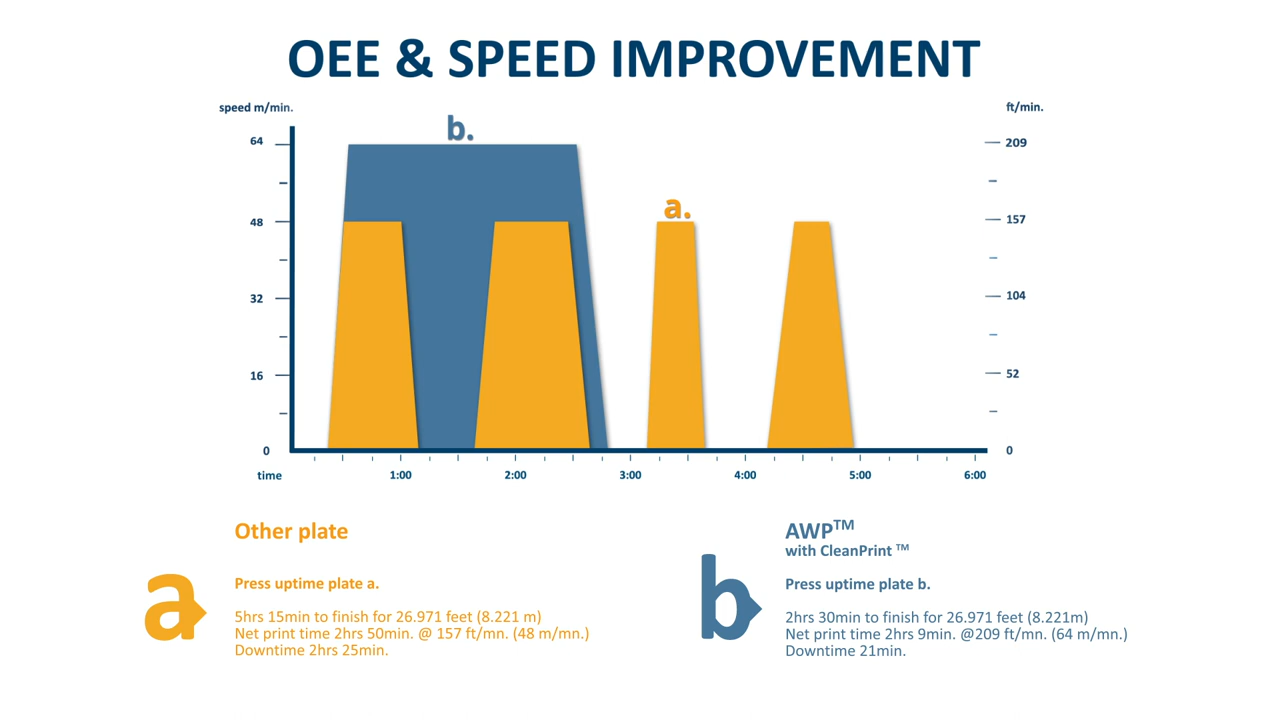 OEE & SPEED IMPROVEMENT
speed m/min.
ft/min.
b.
64
209
a.
48
157
32
104
16
52
0
0
time
1:00
2:00
3:00
4:00
5:00
6:00
Other plate
a
Press uptime plate a.
5hrs 15min to finish for 26.971 feet (8.221 m)
Net print time 2hrs 50min. @ 157 ft/mn. (48 m/mn.)
Downtime 2hrs 25min.
AWP™
with CleanPrint ™
b
Press uptime plate b.
2hrs 30min to finish for 26.971 feet (8.221m)
Net print time 2hrs 9min. @209 ft/mn. (64 m/mn.)
Downtime 21min.